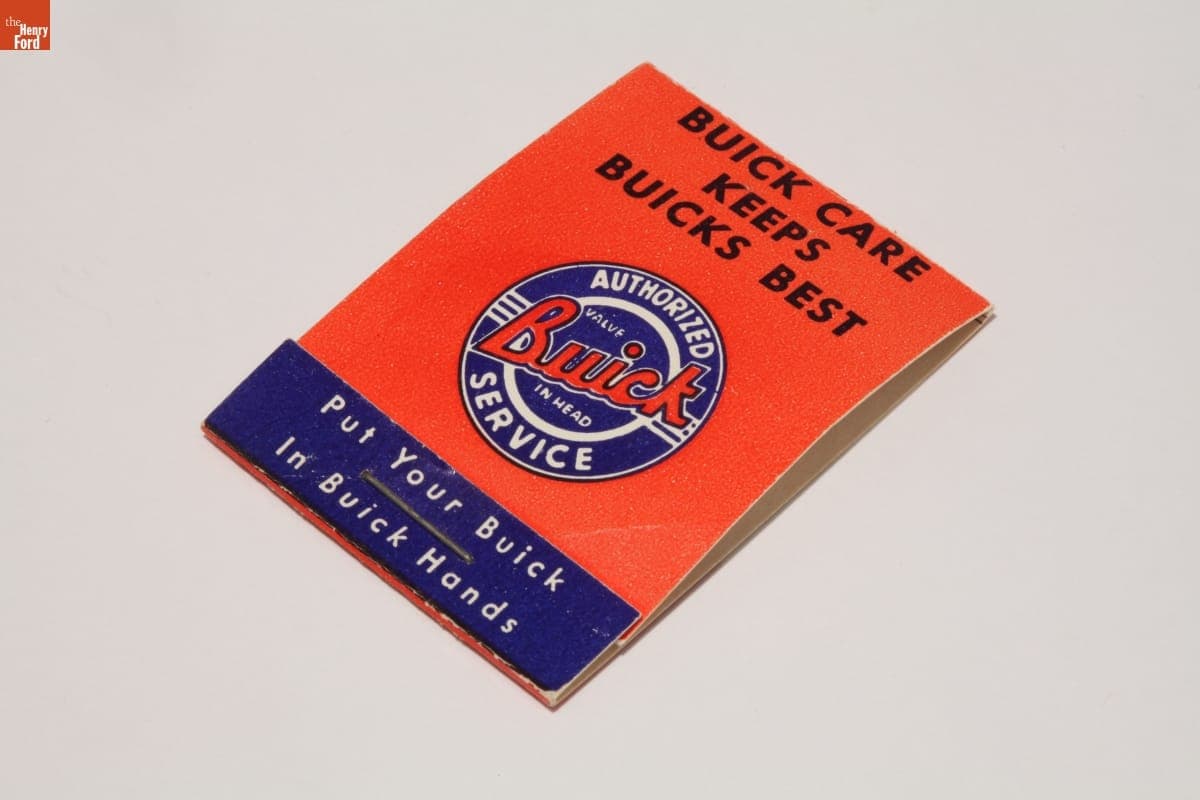 the
Henry
Ford
BUICK CARE
KEEPS
BUICKS BEST
AUTHORIZED
VALVE
Buick
IN HEAD
SERVICE
Put Your Buick
In Buick Hands